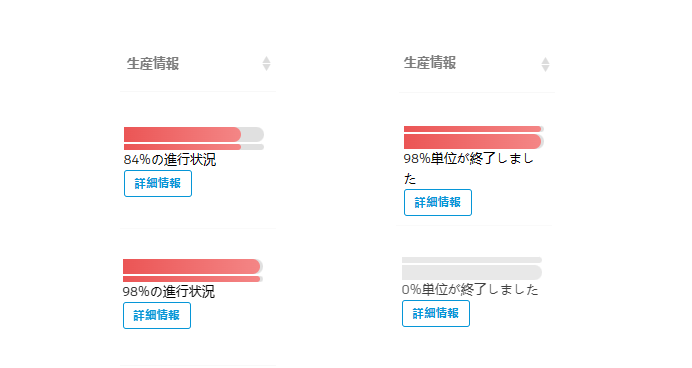 生産情報
84%の進行状況
詳細情報
98%の進行状況
詳細情報
生産情報
98%単位が終了しまし
た
詳細情報
0%単位が終了しました
詳細情報